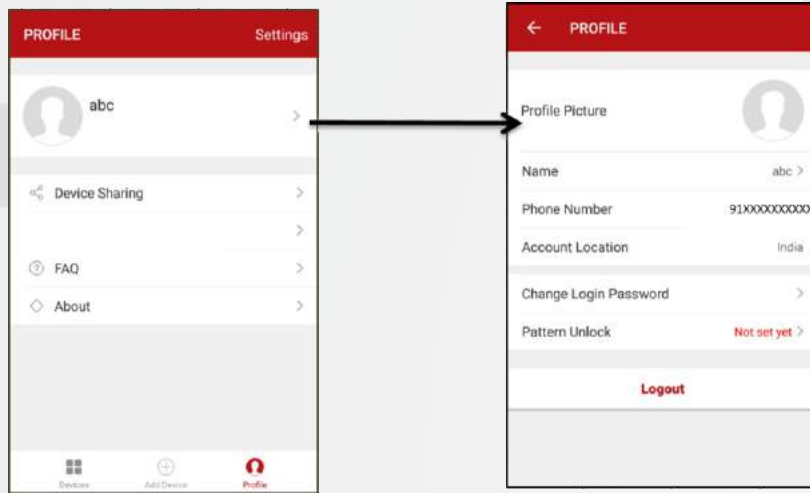 PROFILE Settings
abc
Device Sharing
FAQ
About
Devices Add Device Profile
PROFILE
Profile Picture
Name abc
Phone Number 91XXXXXXXXXX
Account Location India
Change Login Password
Pattern Unlock Not set yet
Logout